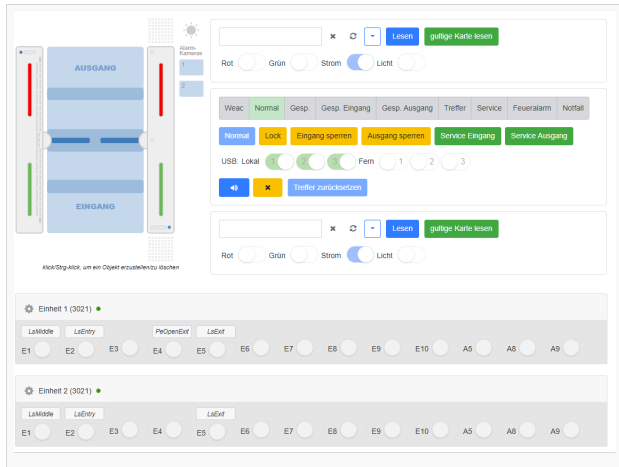 Alarm-
Kameras
1
2
AUSGANG
EINGANG
klick/Strg-klick, um ein Objekt erzustellen/zu löschen
Lesen
gultige Karte lesen
Rot
Grün
Strom
Licht
Weac
Normal
Gesp.
Gesp. Eingang
Gesp. Ausgang
Treffer
Service
Feueralarm
Notfall
Normal
Lock
Eingang sperren
Ausgang sperren
Service Eingang
Service Ausgang
USB: Lokal
1
2
3
Fern
1
2
3
Treffer zurücksetzen
Lesen
gultige Karte lesen
Rot
Grün
Strom
Licht
Einheit 1 (3021)
LsMiddle
LsEntry
PeOpenExit
LsExit
E1
E2
E3
E4
E5
E6
E7
E8
E9
E10
A5
A8
A9
Einheit 2 (3021)
LsMiddle
LsEntry
LsExit
E1
E2
E3
E4
E5
E6
E7
E8
E9
E10
A5
A8
A9